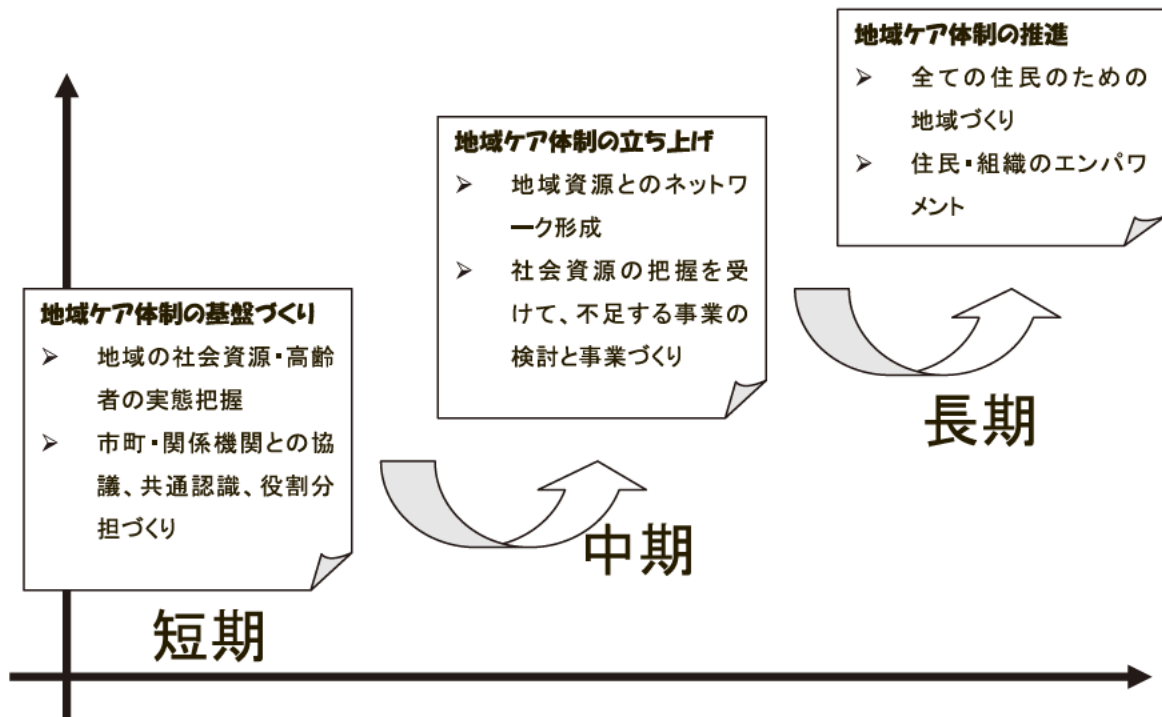 地域ケア体制の推進
➢ 全ての住民のための
地域づくり
➢ 住民・組織のエンパワ
メント
地域ケア体制の立ち上げ
➢ 地域資源とのネットワ
ーク形成
➢ 社会資源の把握を受
けて、不足する事業の
検討と事業づくり
地域ケア体制の基盤づくり
➢ 地域の社会資源・高齢
者の実態把握
➢ 市町・関係機関との協
議、共通認識、役割分
担づくり
長期
中期
短期